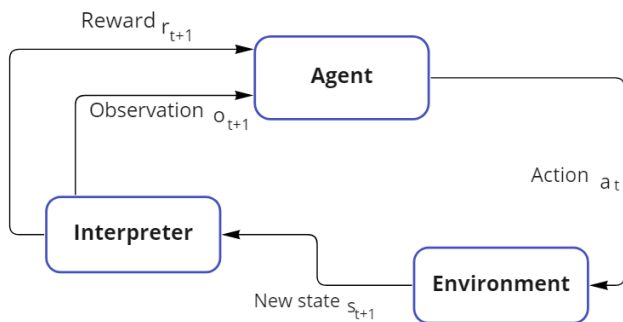 Reward r_{t+1}
Agent
Observation o_{t+1}
Action a_t
Interpreter
Environment
New state s_{t+1}